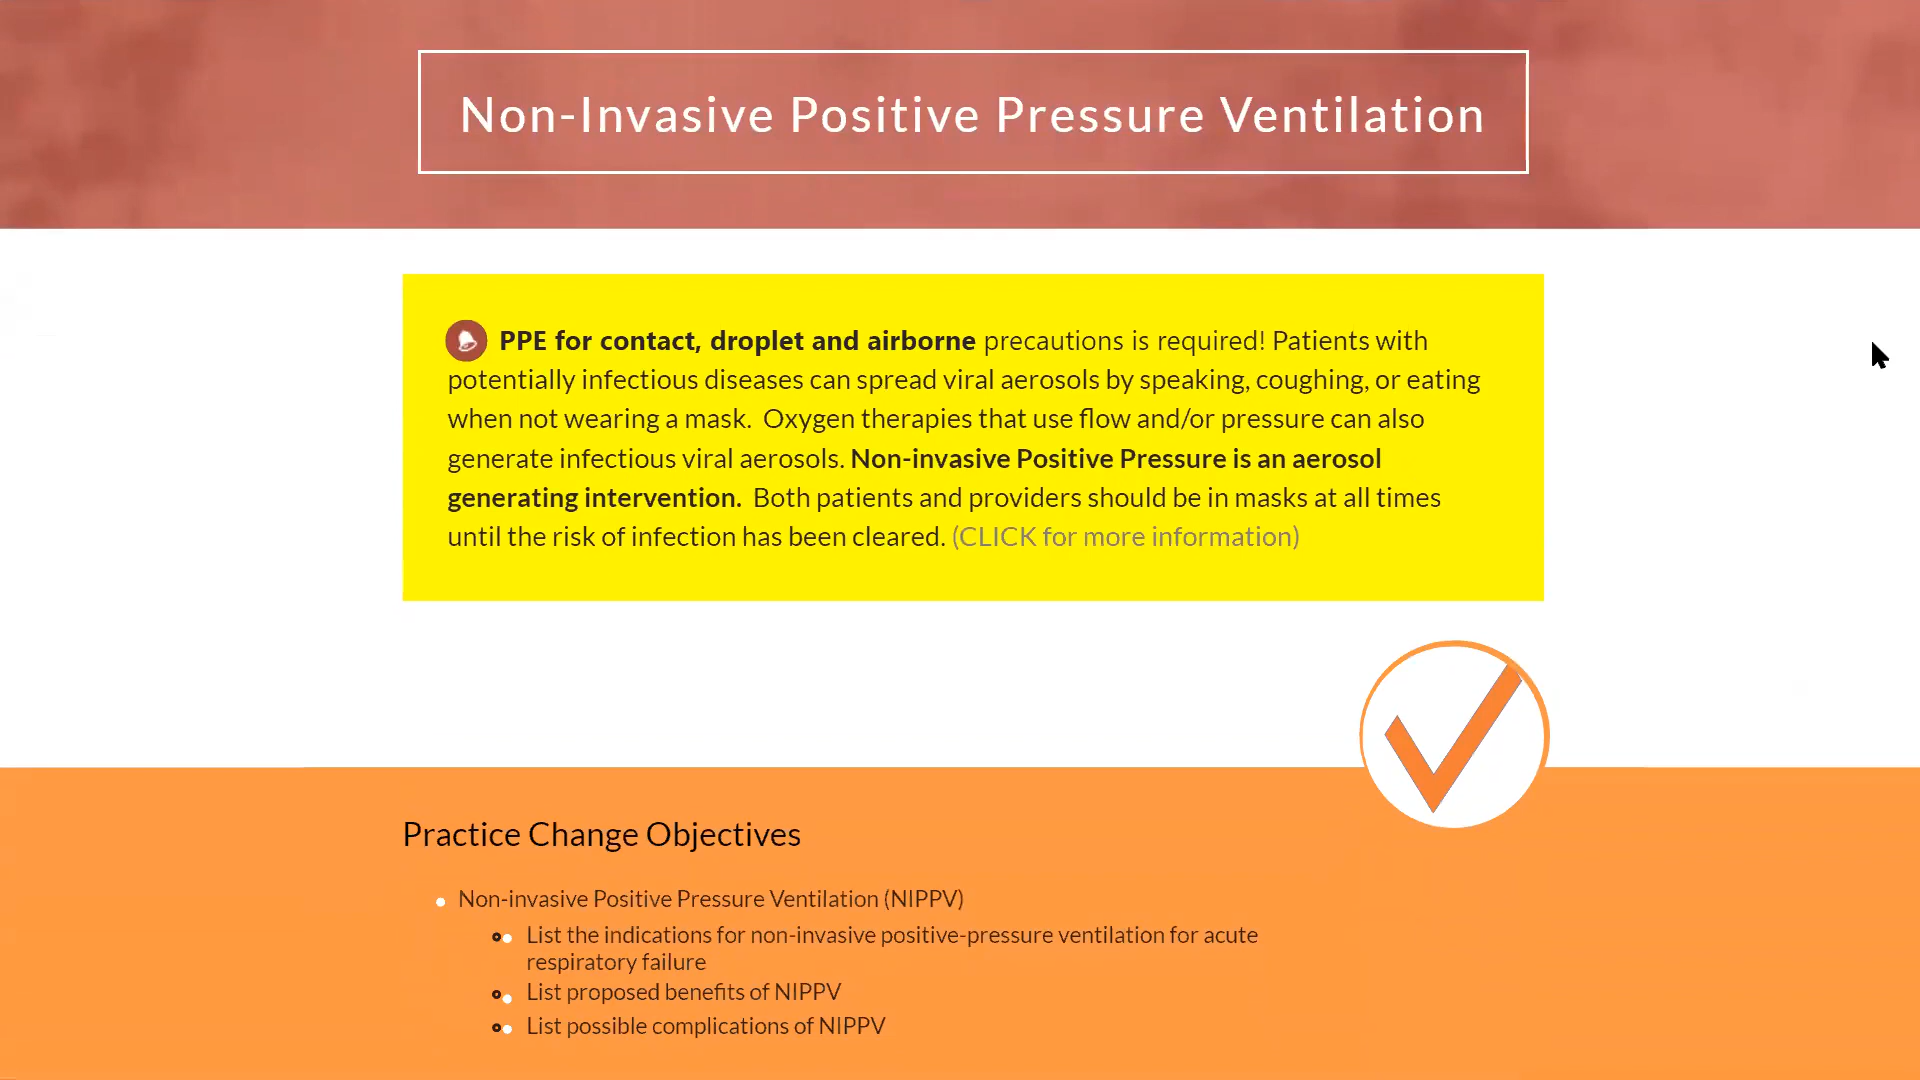 Non-Invasive Positive Pressure Ventilation
PPE for contact, droplet and airborne precautions is required! Patients with
potentially infectious diseases can spread viral aerosols by speaking, coughing, or eating
when not wearing a mask.  Oxygen therapies that use flow and/or pressure can also
generate infectious viral aerosols. Non-invasive Positive Pressure is an aerosol
generating intervention.  Both patients and providers should be in masks at all times
until the risk of infection has been cleared. (CLICK for more information)
Practice Change Objectives
Non-invasive Positive Pressure Ventilation (NIPPV)
List the indications for non-invasive positive-pressure ventilation for acute
respiratory failure
List proposed benefits of NIPPV
List possible complications of NIPPV